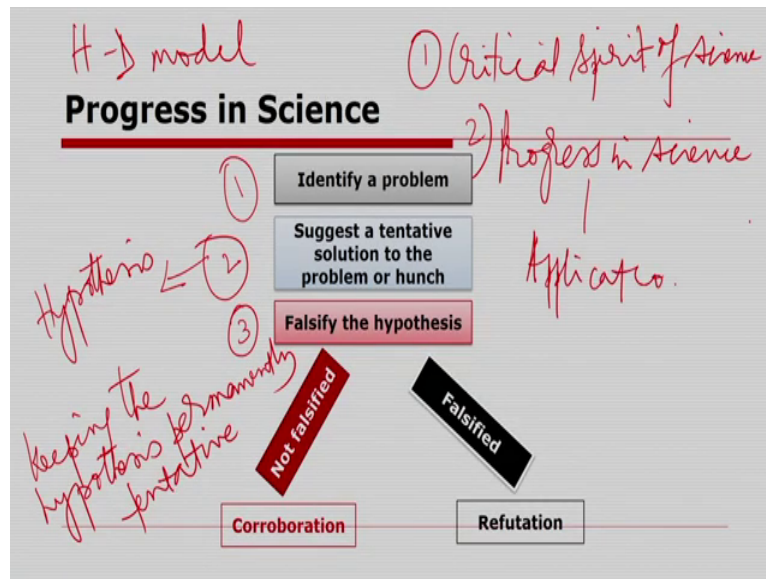 H-D model
① Critical Spirit of Science
Progress in Science
2) Progress in Science
①
Identify a problem
Suggest a tentative
solution to the
problem or hunch
②
Hypothesis
Applicatio.
③
Falsify the hypothesis
Keeping the
hypothesis permanently
tentative
Not falsified
Falsified
Corroboration
Refutation